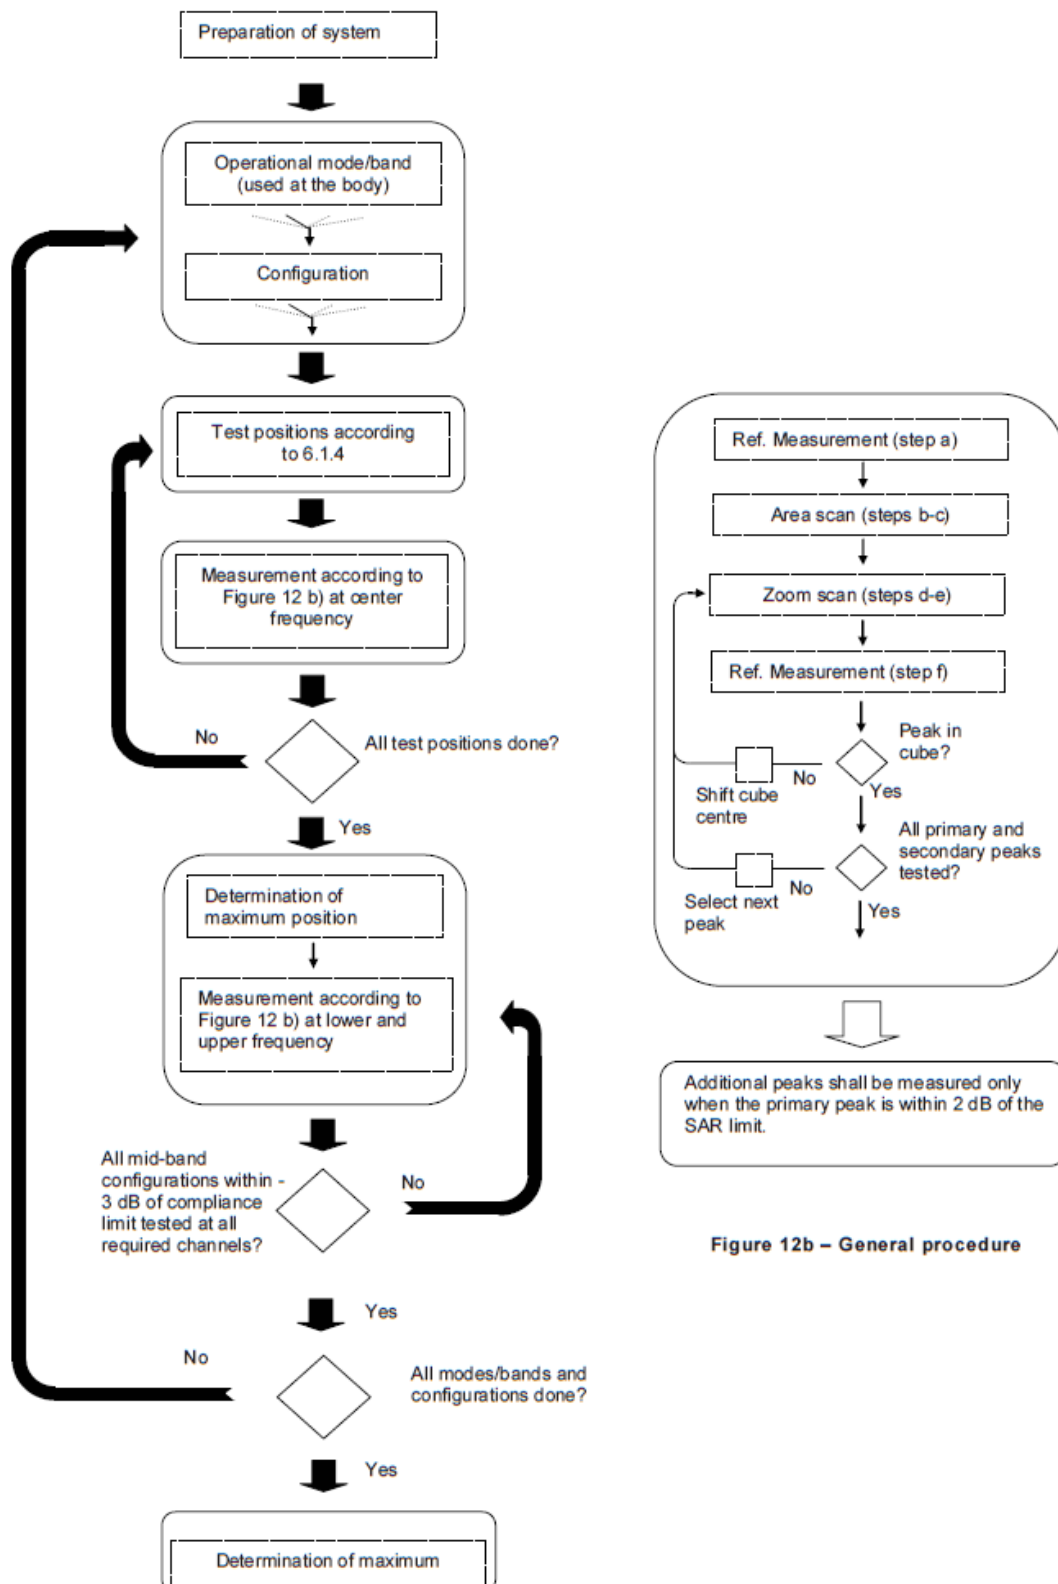 Preparation of system
Operational mode/band
(used at the body)
Configuration
Test positions according
to 6.1.4
Measurement according to
Figure 12 b) at center
frequency
No
All test positions done?
Yes
Determination of
maximum position
Measurement according to
Figure 12 b) at lower and
upper frequency
All mid-band
configurations within -
3 dB of compliance
limit tested at all
required channels?
No
Yes
No
All modes/bands and
configurations done?
Yes
Determination of maximum
Ref. Measurement (step a)
Area scan (steps b-c)
Zoom scan (steps d-e)
Ref. Measurement (step f)
Peak in
cube?
No
Yes
Shift cube
centre
All primary and
secondary peaks
tested?
No
Select next
peak
Yes
Additional peaks shall be measured only
when the primary peak is within 2 dB of the
SAR limit.
Figure 12b – General procedure